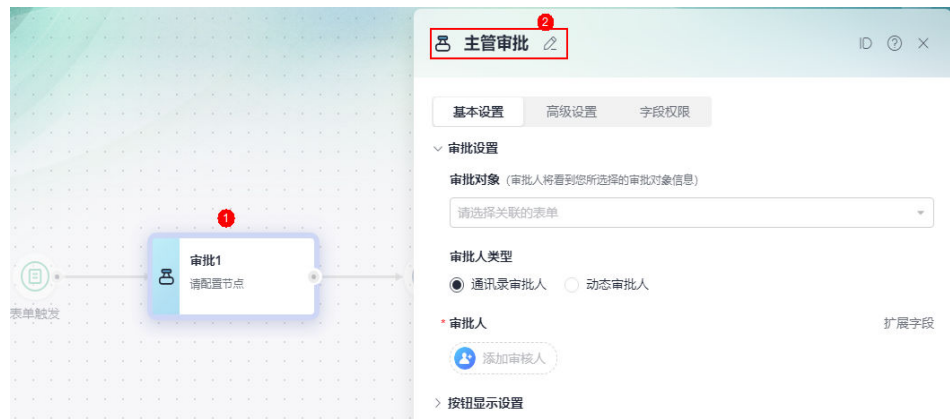 2
主管审批
ID
基本设置 高级设置 字段权限
审批设置
审批对象 (审批人将看到您所选择的审批对象信息)
请选择关联的表单
审批人类型
通讯录审批人 动态审批人
* 审批人 扩展字段
添加审核人
按钮显示设置
1
审批1
请配置节点
表单触发